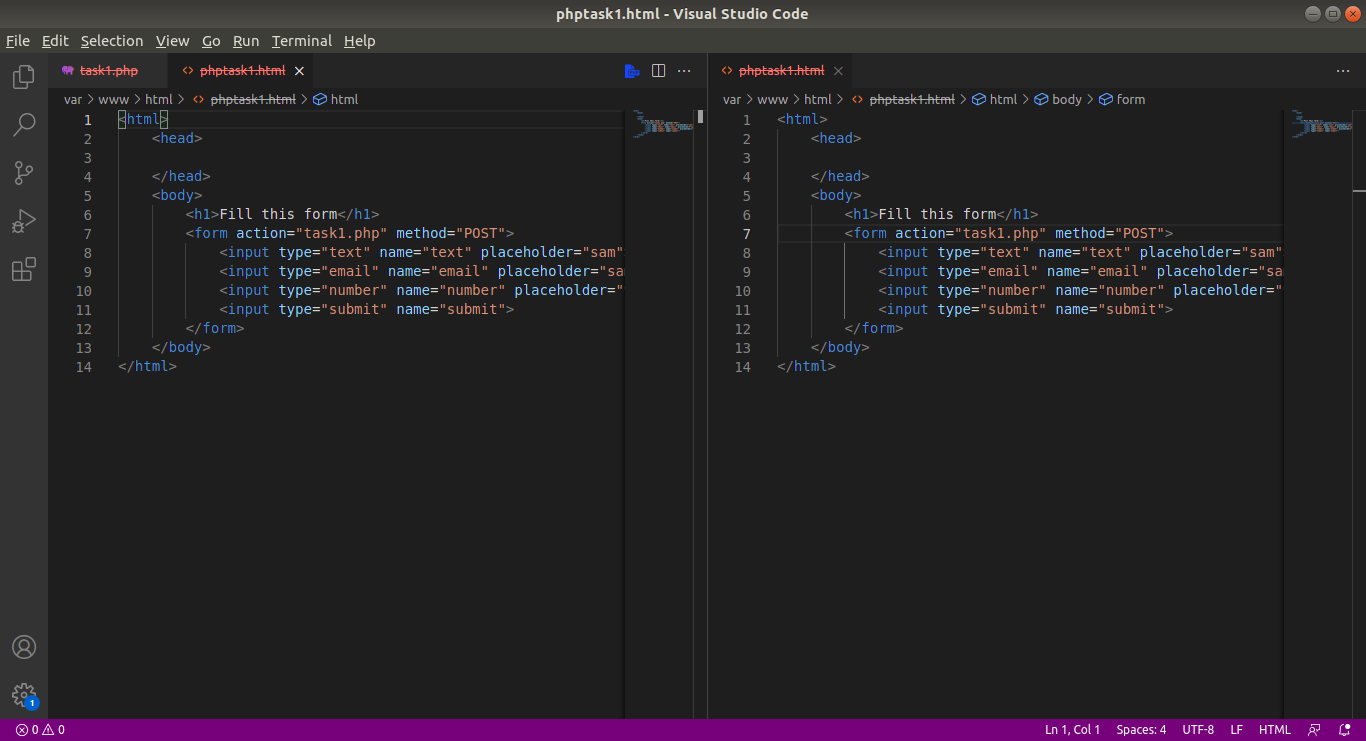 phptask1.html - Visual Studio Code
File Edit Selection View Go Run Terminal Help
task1.php phptask1.html
var > www > html > phptask1.html > html
1 <html>
2 <head>
3
4 </head>
5 <body>
6 <h1>Fill this form</h1>
7 <form action="task1.php" method="POST">
8 <input type="text" name="text" placeholder="sam"
9 <input type="email" name="email" placeholder="sa
10 <input type="number" name="number" placeholder="
11 <input type="submit" name="submit">
12 </form>
13 </body>
14 </html>
phptask1.html
var > www > html > phptask1.html > html > body > form
1 <html>
2 <head>
3
4 </head>
5 <body>
6 <h1>Fill this form</h1>
7 <form action="task1.php" method="POST">
8 <input type="text" name="text" placeholder="sam"
9 <input type="email" name="email" placeholder="sa
10 <input type="number" name="number" placeholder="
11 <input type="submit" name="submit">
12 </form>
13 </body>
14 </html>
1
0 0 Ln 1, Col 1 Spaces: 4 UTF-8 LF HTML